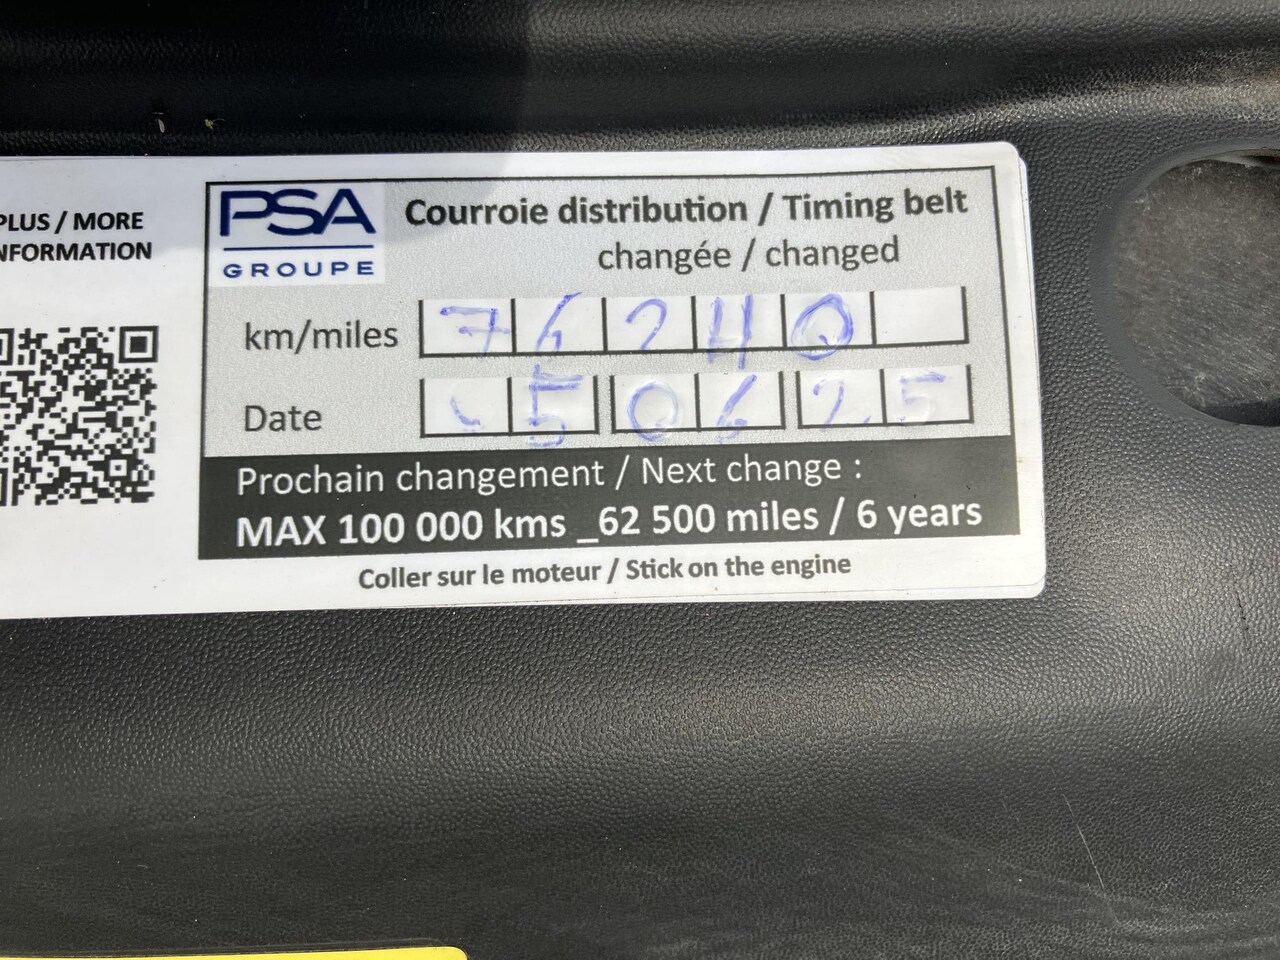 PLUS / MORE
NFORMATION
PSA
GROUPE
Courroie distribution / Timing belt
changée / changed
km/miles 76240
Date 50625
Prochain changement / Next change :
MAX 100 000 kms _62 500 miles / 6 years
Coller sur le moteur / Stick on the engine